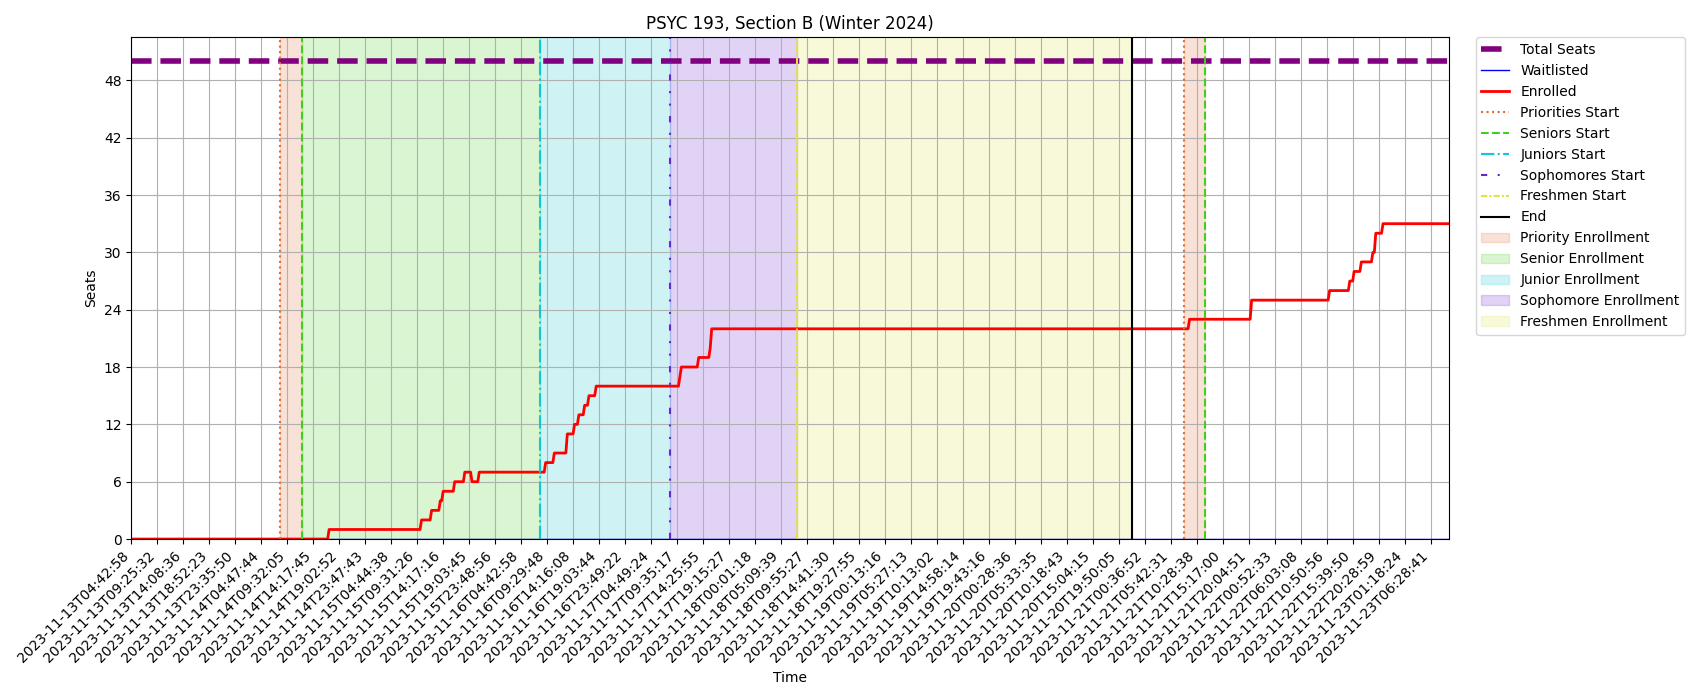 PSYC 193, Section B (Winter 2024)
Seats
48
42
36
30
24
18
12
6
0
2023-11-13T04:42:58
2023-11-13T09:25:32
2023-11-13T14:08:36
2023-11-13T18:52:23
2023-11-13T23:35:50
2023-11-14T04:47:44
2023-11-14T09:32:05
2023-11-14T14:17:45
2023-11-14T19:02:52
2023-11-14T23:47:43
2023-11-15T04:44:38
2023-11-15T09:31:26
2023-11-15T14:17:16
2023-11-15T19:03:45
2023-11-15T23:48:56
2023-11-16T04:42:58
2023-11-16T09:29:48
2023-11-16T14:16:08
2023-11-16T19:03:44
2023-11-16T23:49:22
2023-11-17T04:49:24
2023-11-17T09:35:17
2023-11-17T14:25:55
2023-11-17T19:15:27
2023-11-18T00:01:18
2023-11-18T05:09:39
2023-11-18T09:55:27
2023-11-18T14:41:30
2023-11-18T19:27:55
2023-11-19T00:13:16
2023-11-19T05:27:13
2023-11-19T10:13:02
2023-11-19T14:58:14
2023-11-19T19:43:16
2023-11-20T00:28:36
2023-11-20T05:33:35
2023-11-20T10:18:43
2023-11-20T15:04:15
2023-11-20T19:50:05
2023-11-21T00:36:52
2023-11-21T05:42:31
2023-11-21T10:28:38
2023-11-21T15:17:00
2023-11-21T20:04:51
2023-11-22T00:52:33
2023-11-22T06:03:08
2023-11-22T10:50:56
2023-11-22T15:39:50
2023-11-22T20:28:59
2023-11-23T01:18:24
2023-11-23T06:28:41
Time
Total Seats
Waitlisted
Enrolled
Priorities Start
Seniors Start
Juniors Start
Sophomores Start
Freshmen Start
End
Priority Enrollment
Senior Enrollment
Junior Enrollment
Sophomore Enrollment
Freshmen Enrollment